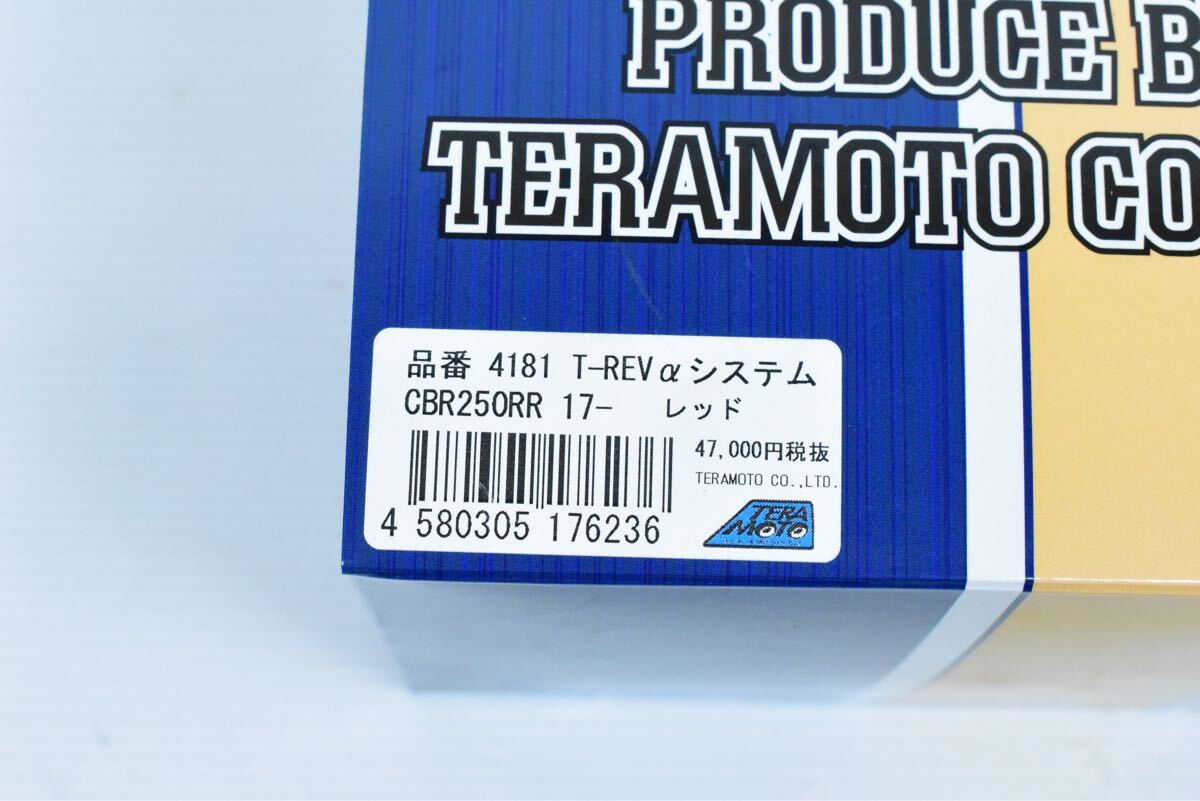 PRODUCE B
TERAMOTO CO
品番 4181 T-REVαシステム
CBR250RR 17- レッド
47,000円税抜
TERAMOTO CO.,LTD.
4 580305 176236
TERA
MOTO